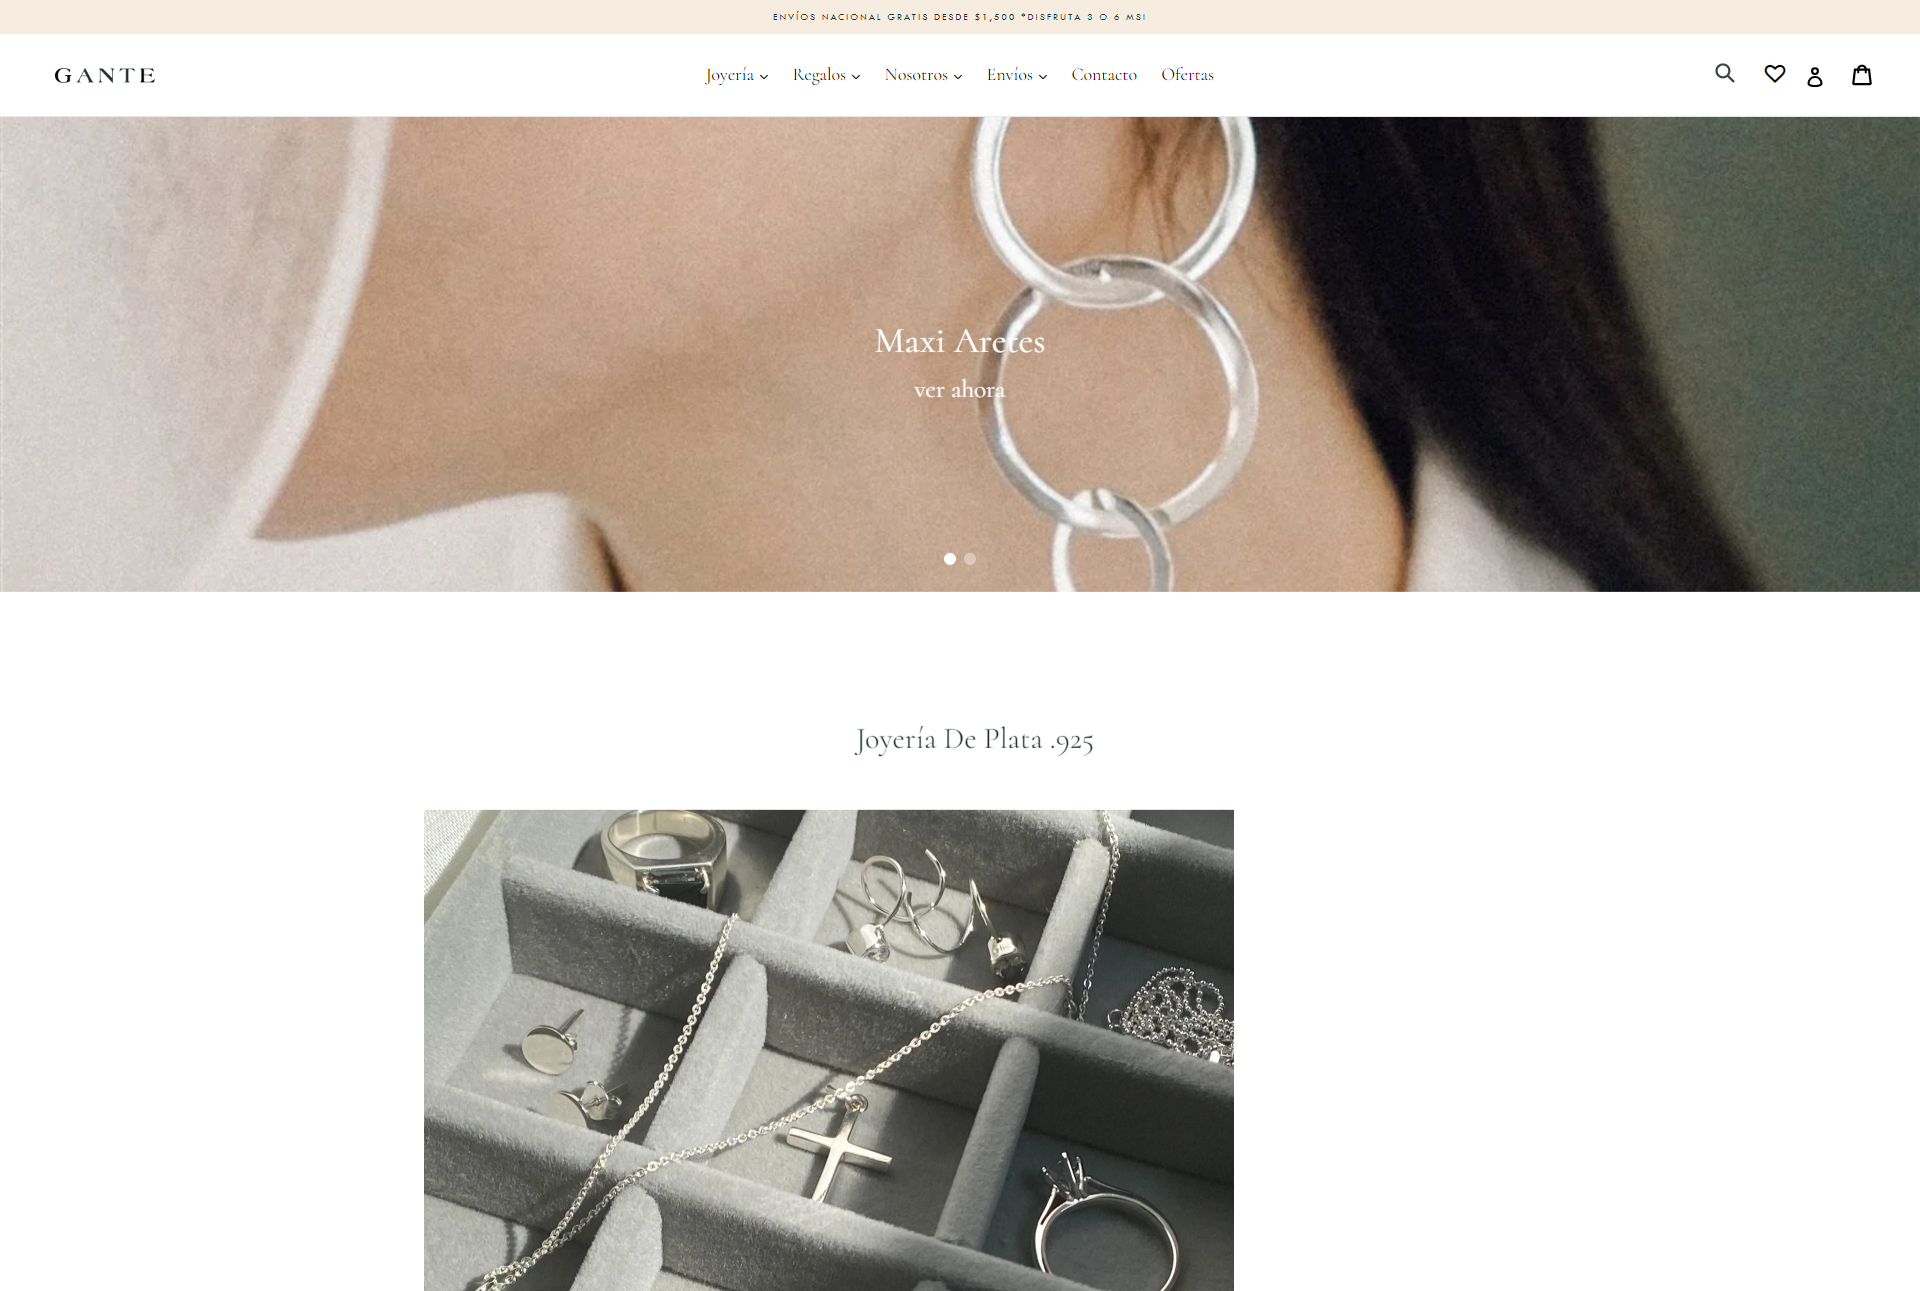 ENVÍOS NACIONAL GRATIS DESDE $1,500 *DISFRUTA 3 O 6 MSI
GANTE
Joyería Regalos Nosotros Envíos Contacto Ofertas
Maxi Aretes
ver ahora
Joyería De Plata .925